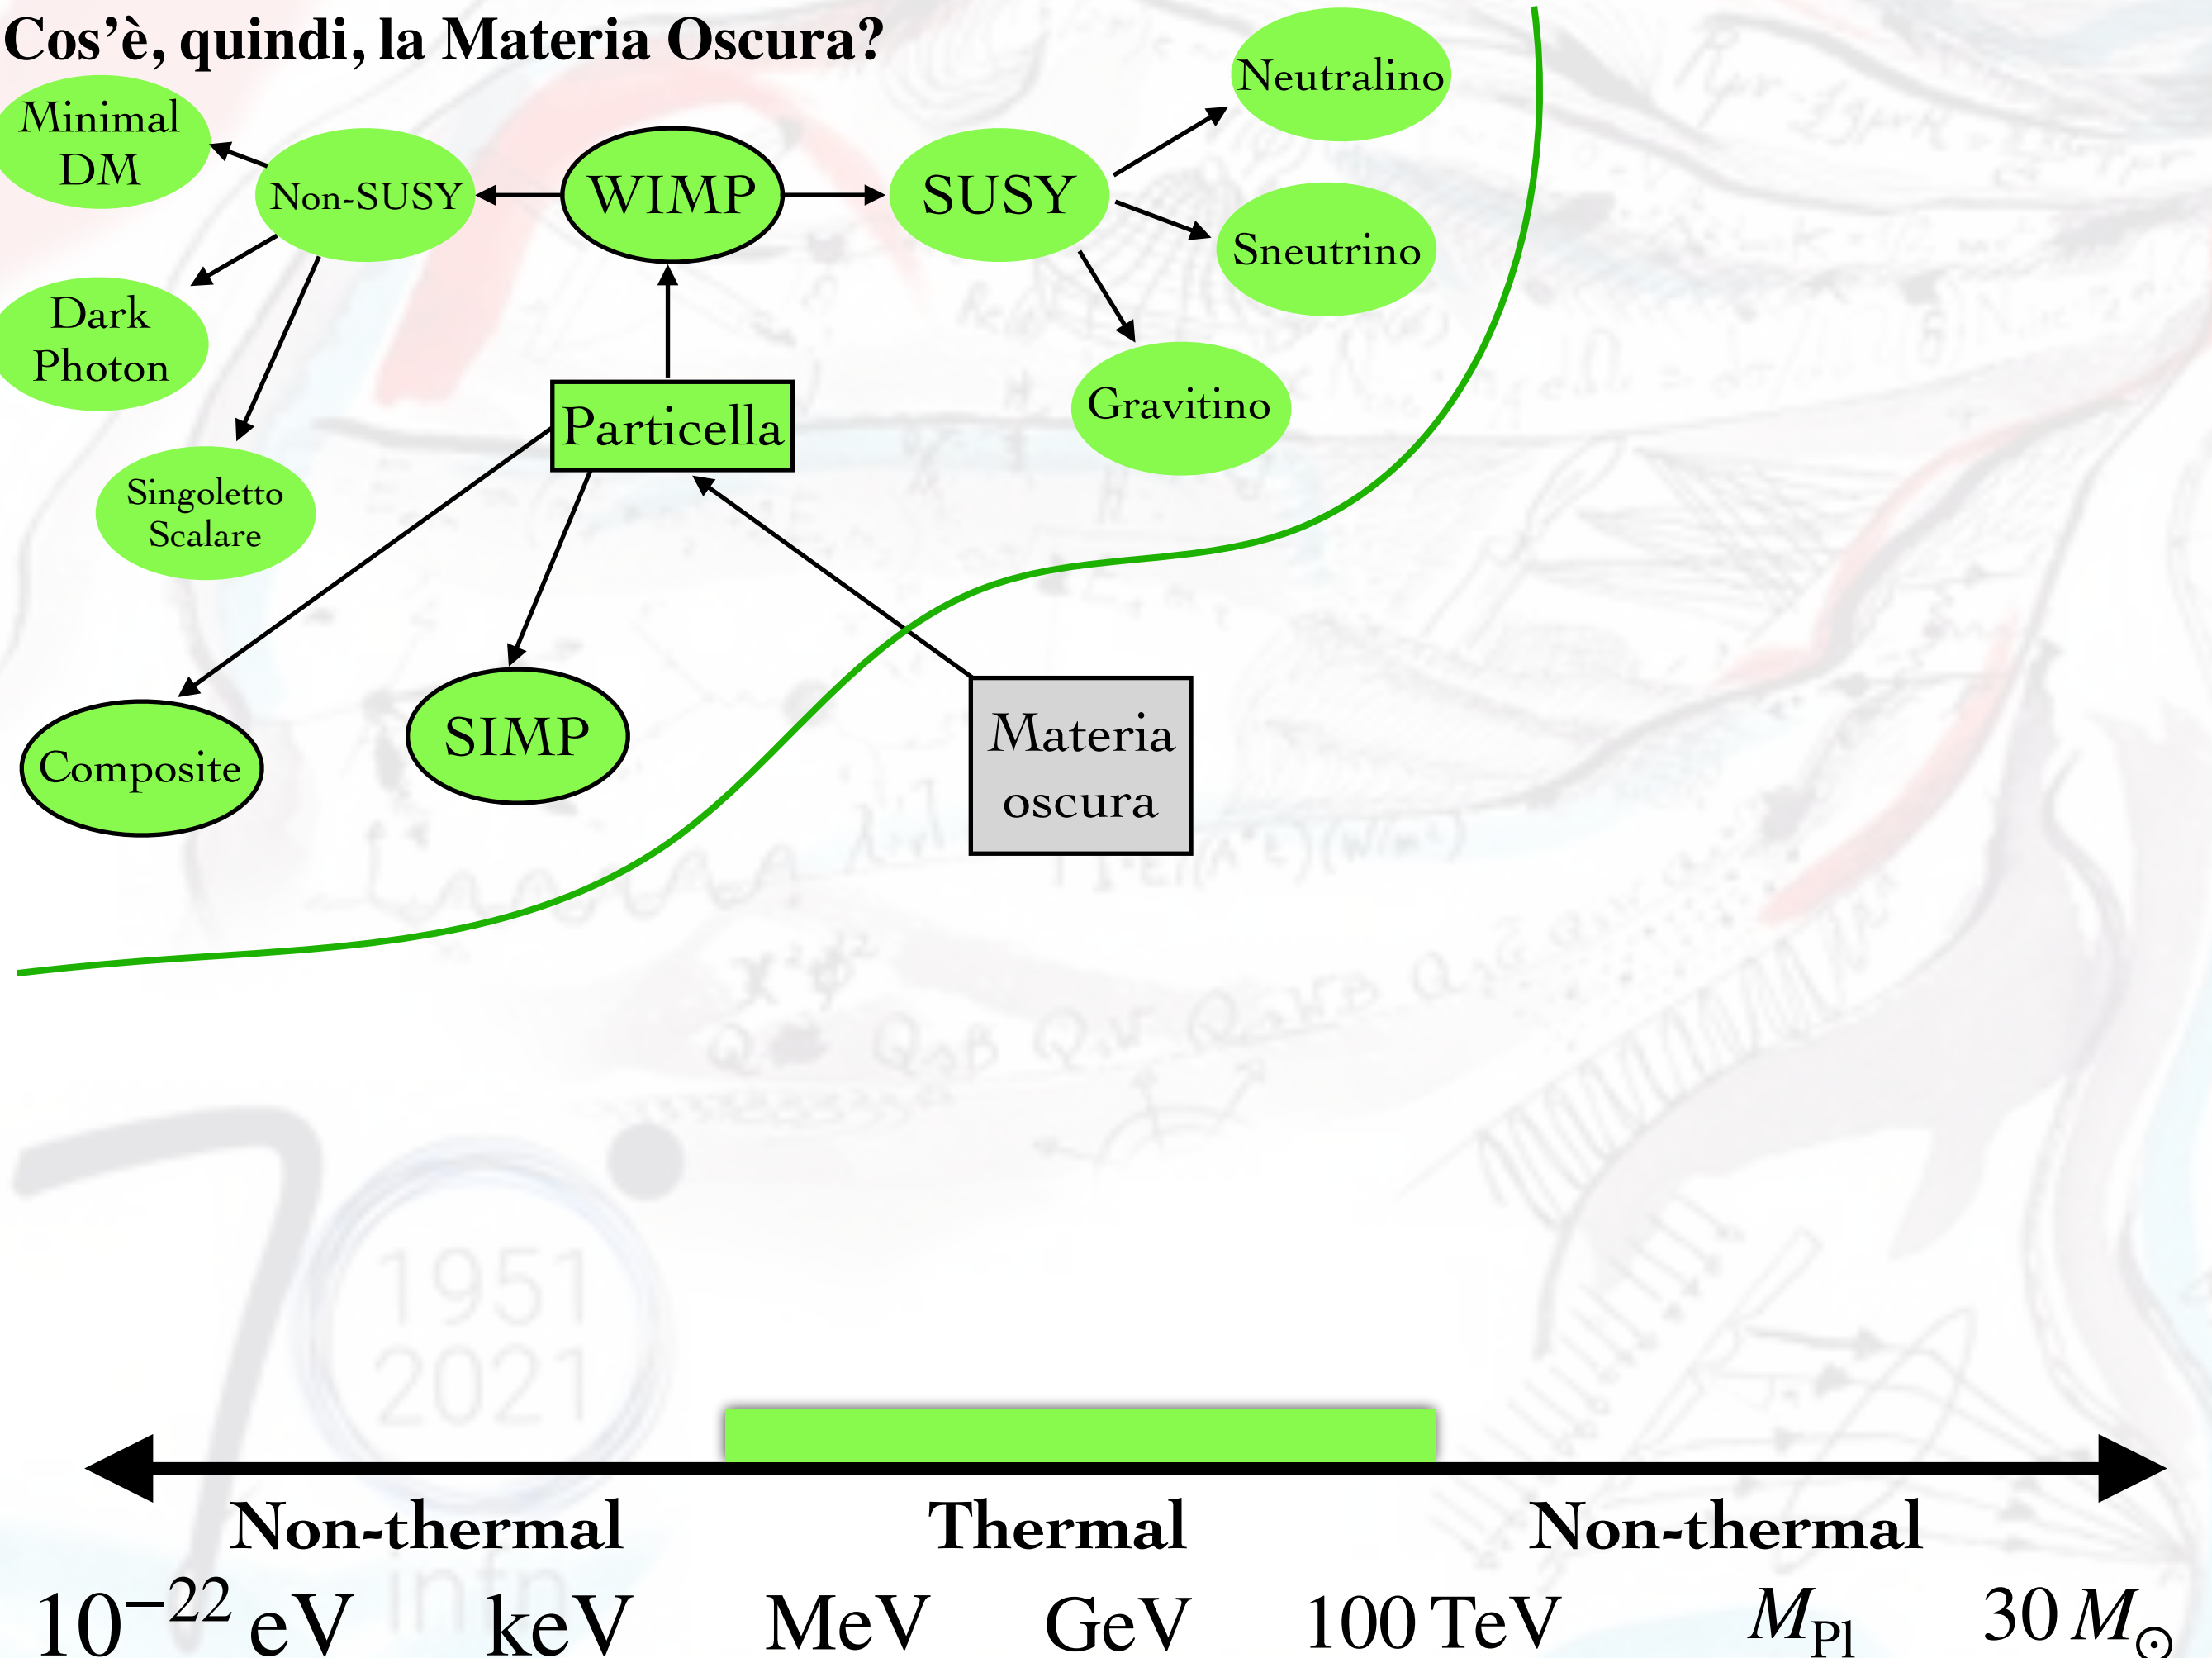 Cos’è, quindi, la Materia Oscura?
Minimal
DM
Non-SUSY
WIMP
SUSY
Neutralino
Sneutrino
Dark
Photon
Gravitino
Particella
Singoletto
Scalare
Composite
SIMP
Materia
oscura
1951
2021
infn
Non-thermal
Thermal
Non-thermal
10⁻²² eV
keV
MeV
GeV
100 TeV
M_Pl
30 M_⊙